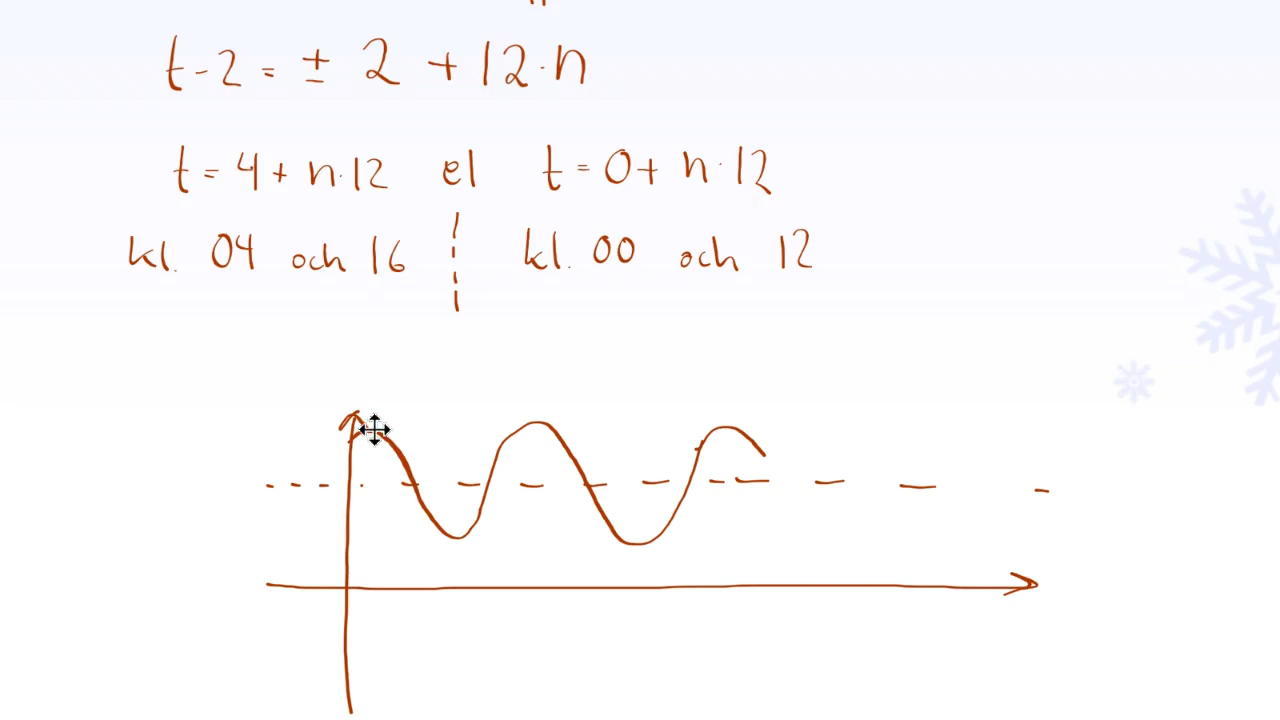 t-2 = ± 2 + 12·n
t = 4 + n·12 el t = 0 + n·12
kl. 04 och 16 kl. 00 och 12